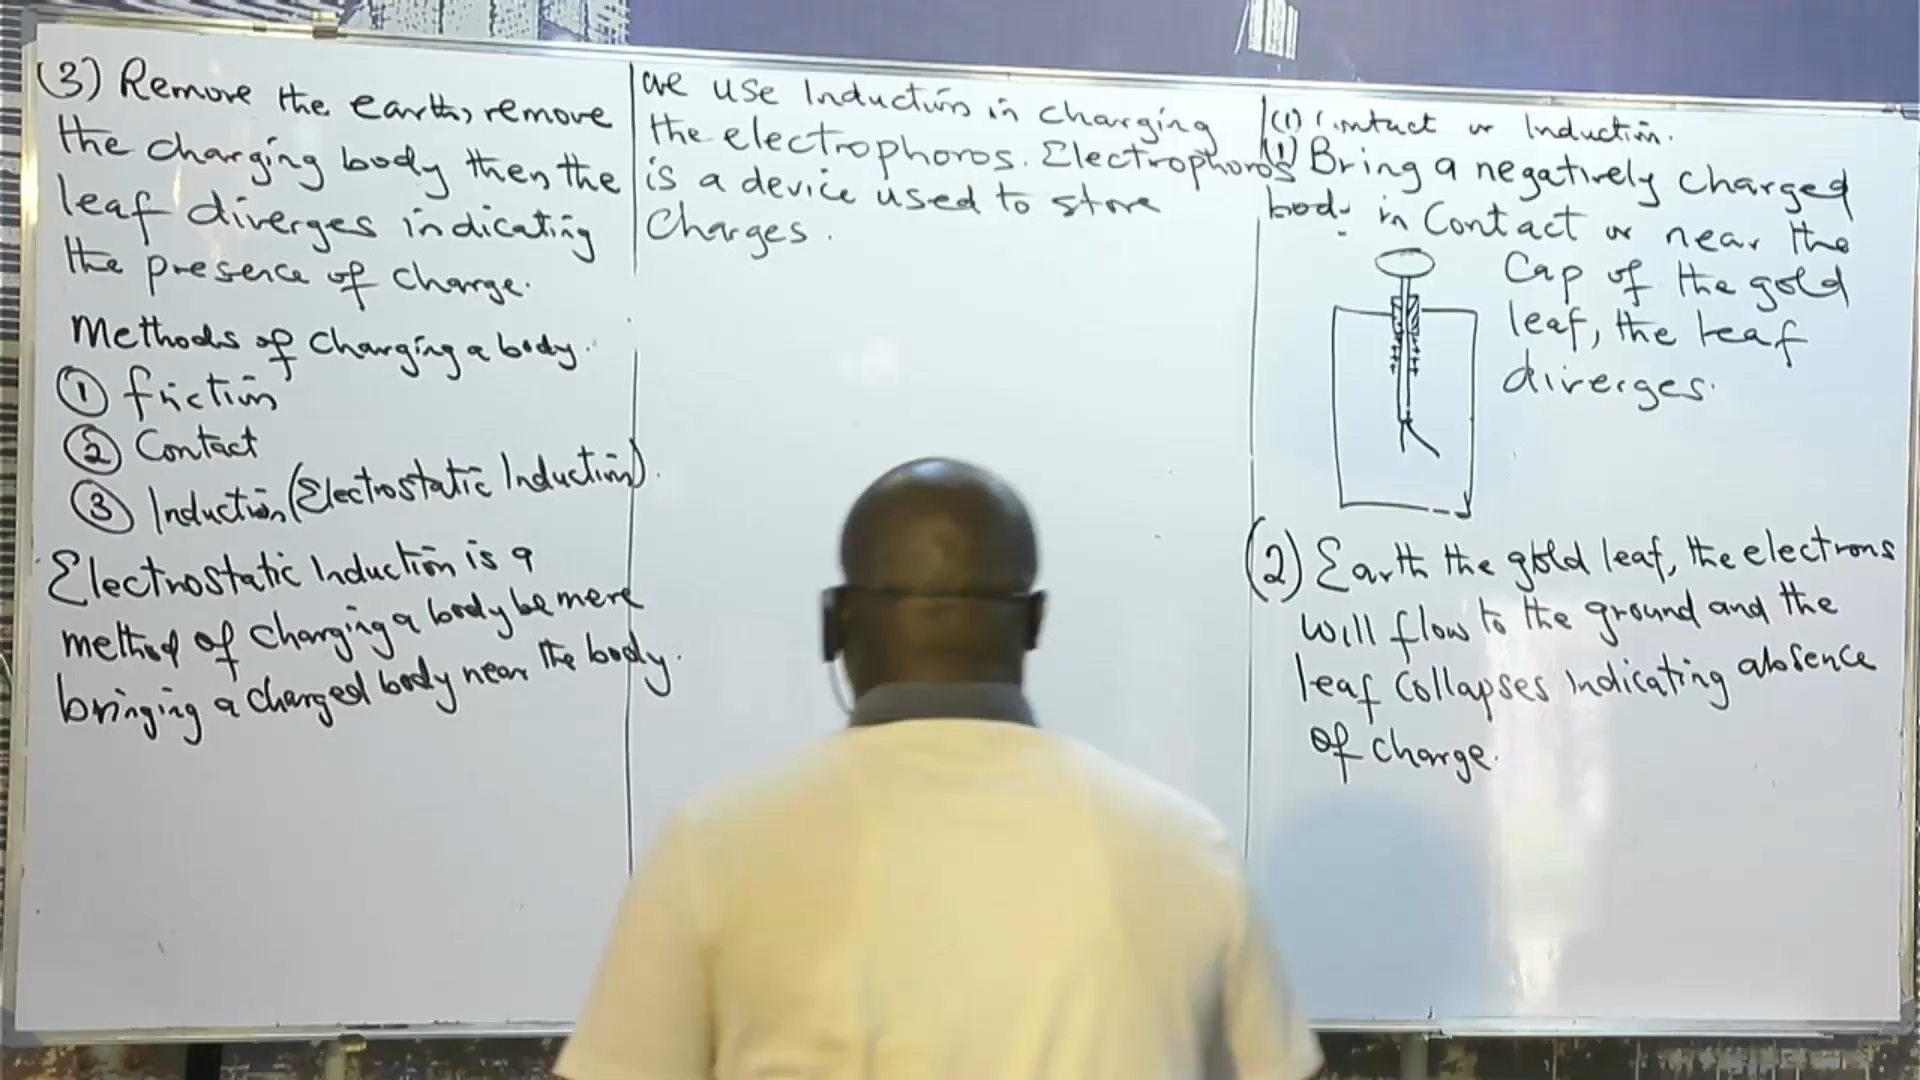 (3) Remove the earth, remove
the charging body then the
leaf diverges indicating
the presence of charge.
Methods of charging a body.
① friction
② Contact
③ Induction (Electrostatic Induction).
Electrostatic Induction is a
method of charging a body be mere
bringing a charged body near the body.
we use Induction in charging
the electrophoros. Electrophoros
is a device used to store
Charges.
(1) Contact or Induction.
(1) Bring a negatively charged
body in Contact or near the
Cap of the gold
leaf, the leaf
diverges.
(2) Earth the gold leaf, the electrons
will flow to the ground and the
leaf Collapses indicating absence
of charge.